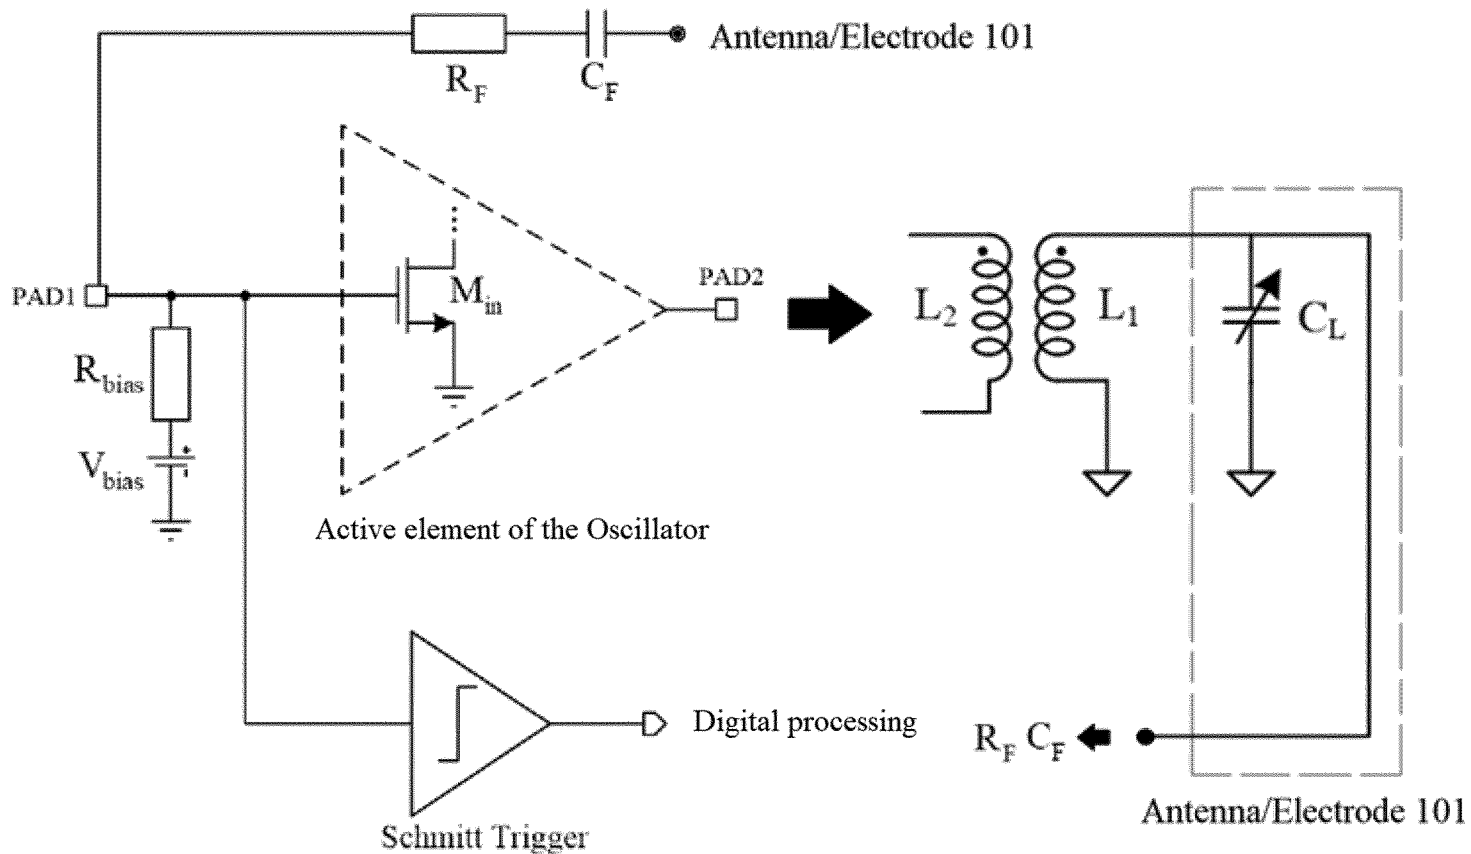 Antenna/Electrode 101
R_F
C_F
PAD1
M_in
PAD2
L_2
L_1
C_L
R_bias
V_bias
Active element of the Oscillator
Digital processing
R_F C_F
Schmitt Trigger
Antenna/Electrode 101